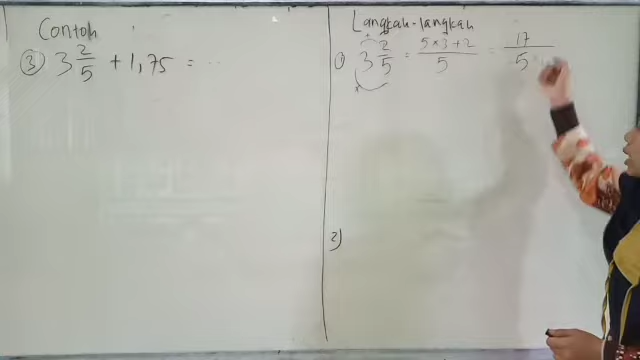 Contoh
③ 3 2/5 + 1,75 = ...
Langkah-langkah
1) 3 2/5 = 5 × 3 + 2 / 5 = 17 / 5
+
×
2)